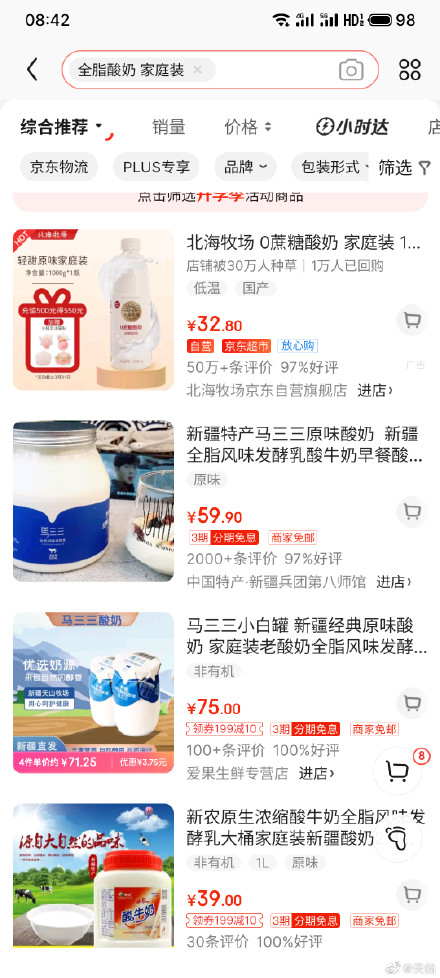 08:42
HD 98
全脂酸奶 家庭装 ×
综合推荐 销量 价格 小时达 店
京东物流 PLUS专享 品牌 包装形式 筛选
点击筛选开学季活动商品
HOT 北海牧场
轻甜原味家庭装
净含量:1000g*1瓶
充值500元得550元
北海牧场 0蔗糖酸奶 家庭装 1...
店铺被30万人种草 | 1万人已回购
低温 国产
¥32.80
自营 京东超市 放心购
50万+条评价 97%好评
广告
北海牧场京东自营旗舰店 进店›
马三三
新疆特产马三三原味酸奶 新疆
全脂风味发酵乳酸牛奶早餐酸...
原味
¥59.90
3期 分期免息 商家免邮
2000+条评价 97%好评
中国特产·新疆兵团第八师馆 进店›
马三三酸奶
优选奶源
来自自然的醇香
新疆天山牧场
用心呵护健康
新疆直发
4件单价约 ¥71.25 优惠¥3.75元
马三三小白罐 新疆经典原味酸
奶 家庭装老酸奶全脂风味发酵...
非有机
¥75.00
领券199减10 3期 分期免息 商家免邮
100+条评价 100%好评
爱果生鲜专营店 进店›
8
源自大自然的品味
酸牛奶
新农原生浓缩酸牛奶全脂风味发
酵乳大桶家庭装新疆酸奶
非有机 1L 原味
¥39.00
领券199减10 3期 分期免息 商家免邮
30条评价 100%好评